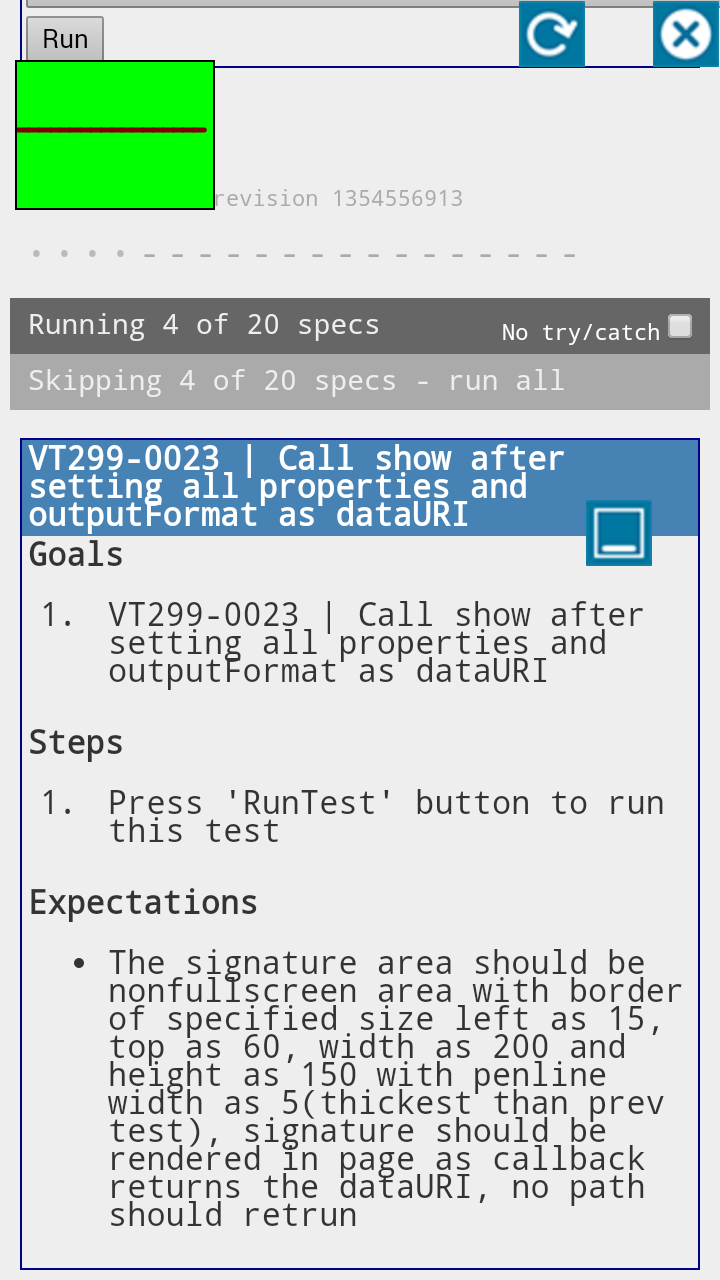 Run
revision 1354556913
Running 4 of 20 specs
No try/catch
Skipping 4 of 20 specs - run all
VT299-0023 | Call show after
setting all properties and
outputFormat as dataURI
Goals
1. VT299-0023 | Call show after
setting all properties and
outputFormat as dataURI
Steps
1. Press 'RunTest' button to run
this test
Expectations
• The signature area should be
nonfullscreen area with border
of specified size left as 15,
top as 60, width as 200 and
height as 150 with penline
width as 5(thickest than prev
test), signature should be
rendered in page as callback
returns the dataURI, no path
should retrun